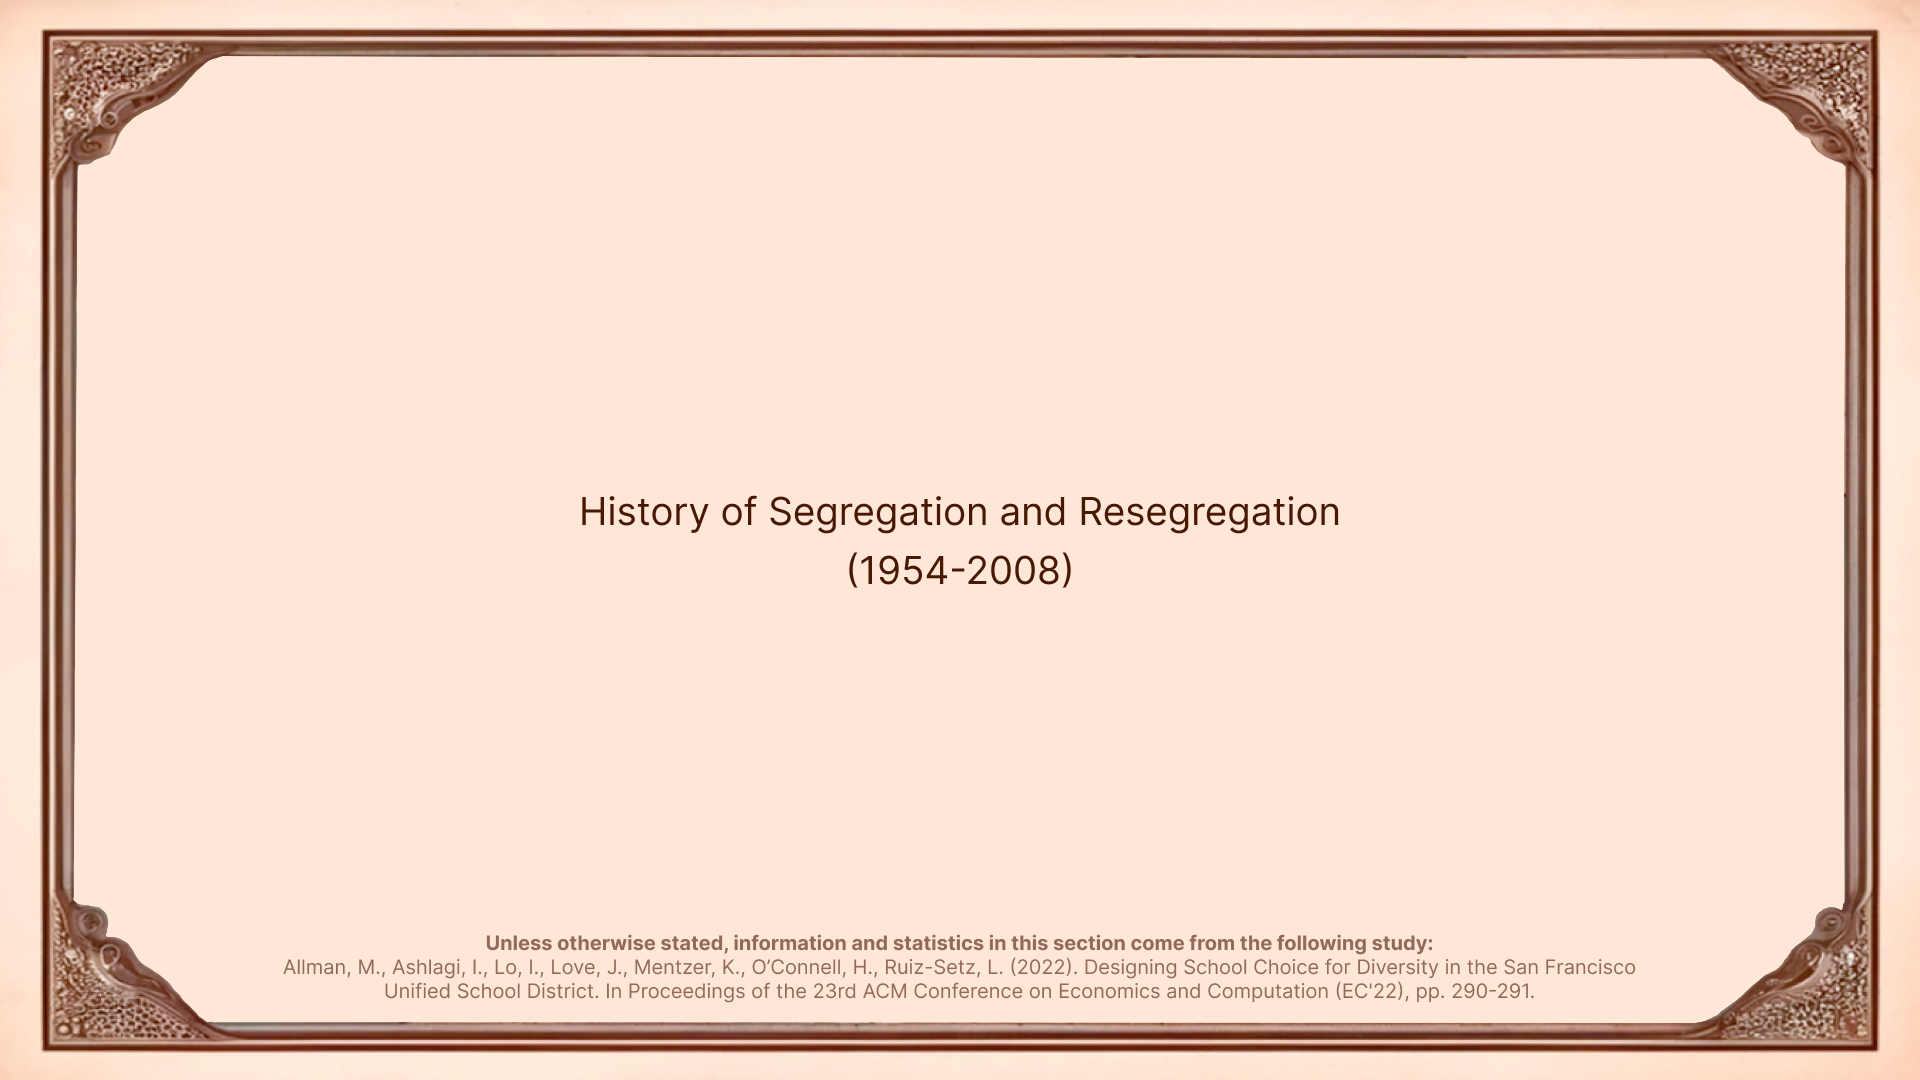 History of Segregation and Resegregation
(1954-2008)
Unless otherwise stated, information and statistics in this section come from the following study:
Allman, M., Ashlagi, I., Lo, I., Love, J., Mentzer, K., O’Connell, H., Ruiz-Setz, L. (2022). Designing School Choice for Diversity in the San Francisco
Unified School District. In Proceedings of the 23rd ACM Conference on Economics and Computation (EC'22), pp. 290-291.